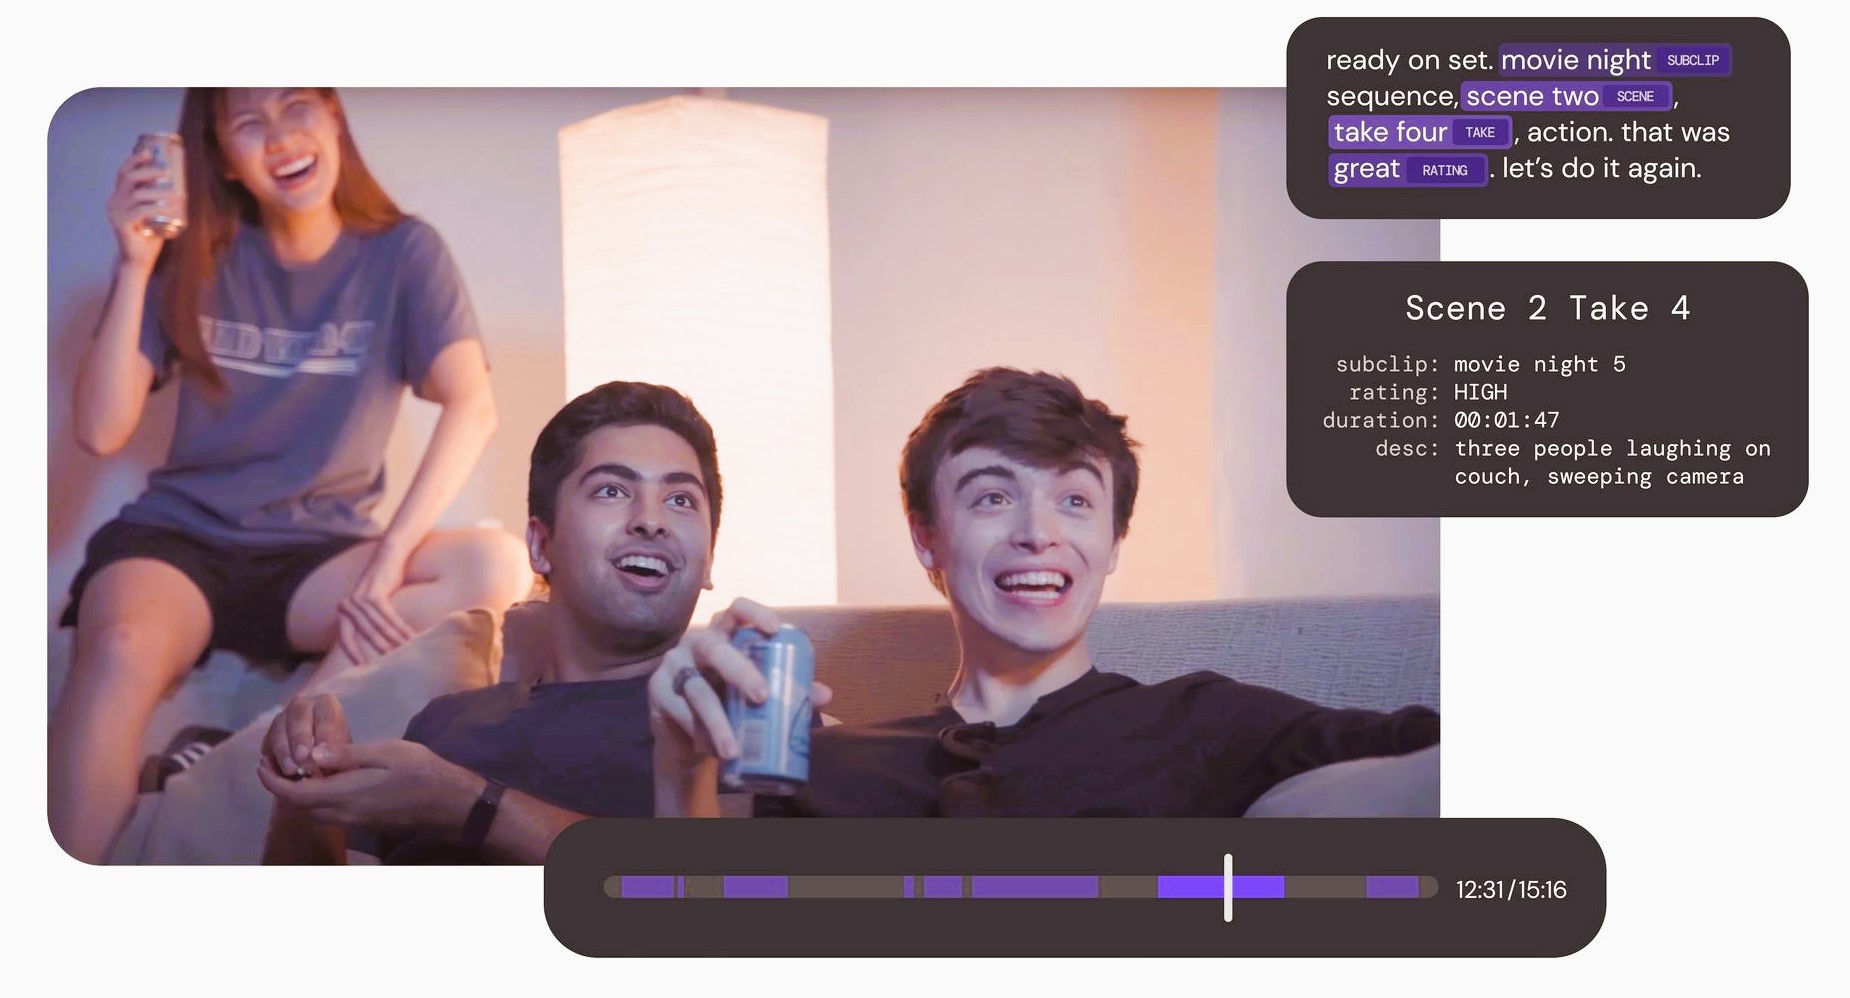 ready on set. movie night SUBCLIP
sequence, scene two SCENE ,
take four TAKE , action. that was
great RATING . let’s do it again.
Scene 2 Take 4
subclip: movie night 5
rating: HIGH
duration: 00:01:47
desc: three people laughing on
couch, sweeping camera
12:31/15:16